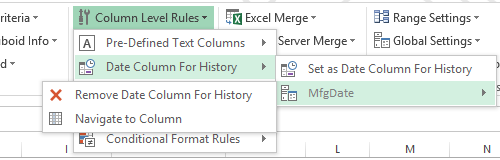 riteria
Column Level Rules
Excel Merge
Range Settings
uboid Info
Pre-Defined Text Columns
Server Merge
Global Settings
Date Column For History
Set as Date Column For History
Remove Date Column For History
MfgDate
Navigate to Column
Conditional Format Rules
I
L
M